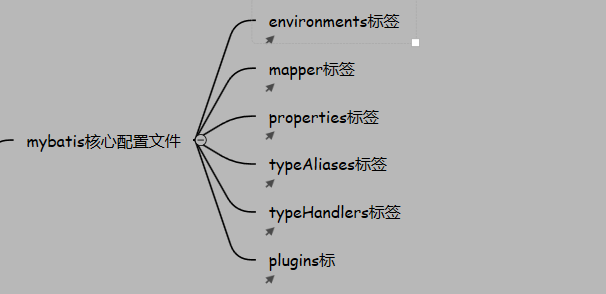 environments标签
mapper标签
properties标签
mybatis核心配置文件
typeAliases标签
typeHandlers标签
plugins标